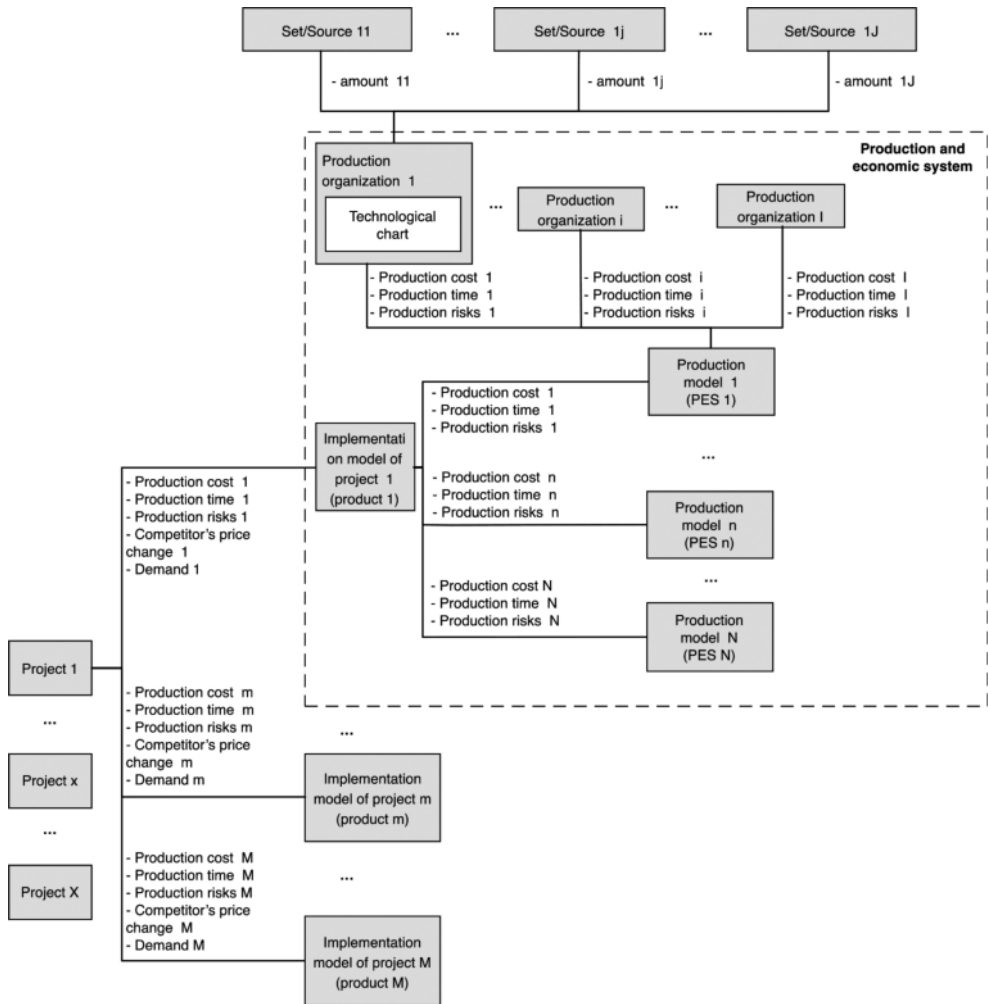 Set/Source 11
...
Set/Source 1j
...
Set/Source 1J
- amount 11
- amount 1j
- amount 1J
Production and
economic system
Production
organization 1
Technological
chart
...
Production
organization i
...
Production
organization I
- Production cost 1
- Production time 1
- Production risks 1
- Production cost i
- Production time i
- Production risks i
- Production cost I
- Production time I
- Production risks I
Production
model 1
(PES 1)
- Production cost 1
- Production time 1
- Production risks 1
Implementati
on model of
project 1
(product 1)
...
- Production cost n
- Production time n
- Production risks n
Production
model n
(PES n)
...
- Production cost N
- Production time N
- Production risks N
Production
model N
(PES N)
- Production cost 1
- Production time 1
- Production risks 1
- Competitor's price
change 1
- Demand 1
Project 1
...
Project x
...
Project X
- Production cost m
- Production time m
- Production risks m
- Competitor's price
change m
- Demand m
...
Implementation
model of project m
(product m)
- Production cost M
- Production time M
- Production risks M
- Competitor's price
change M
- Demand M
...
Implementation
model of project M
(product M)